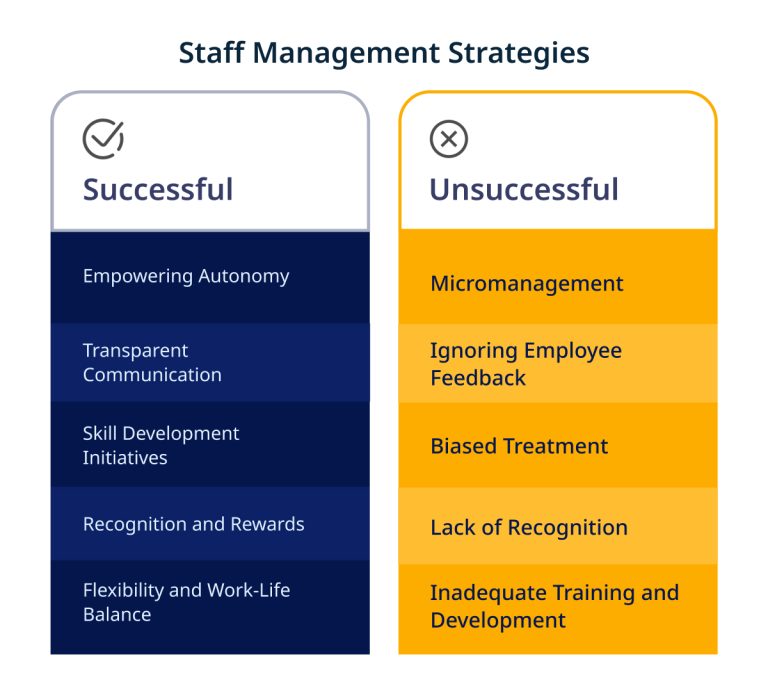 Staff Management Strategies
Successful
Empowering Autonomy
Transparent
Communication
Skill Development
Initiatives
Recognition and Rewards
Flexibility and Work-Life
Balance
Unsuccessful
Micromanagement
Ignoring Employee
Feedback
Biased Treatment
Lack of Recognition
Inadequate Training and
Development